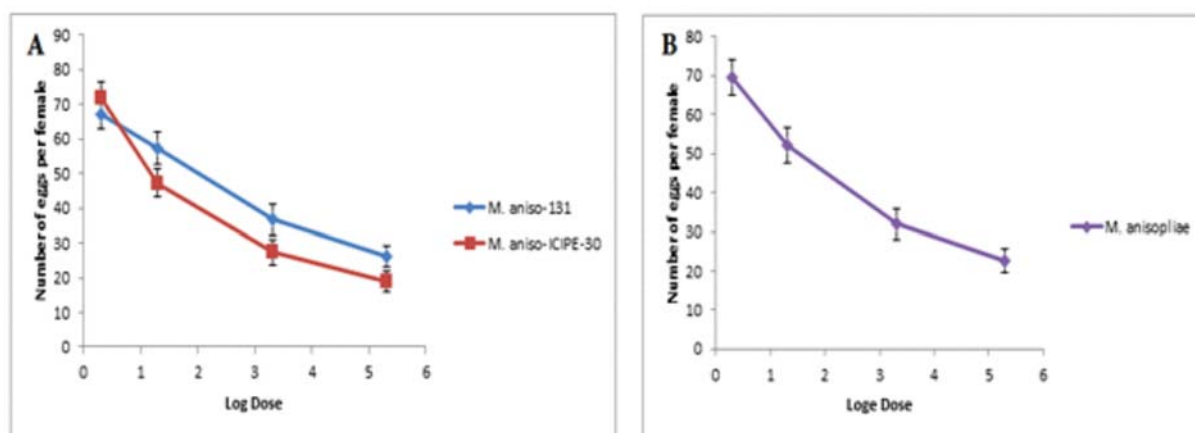 A
Number of eggs per female
90
80
70
60
50
40
30
20
10
0
0 1 2 3 4 5 6
Log Dose
M. aniso-131
M. aniso-ICIPE-30
B
Number of eggs per female
80
70
60
50
40
30
20
10
0
0 1 2 3 4 5 6
Loge Dose
M. anisopliae